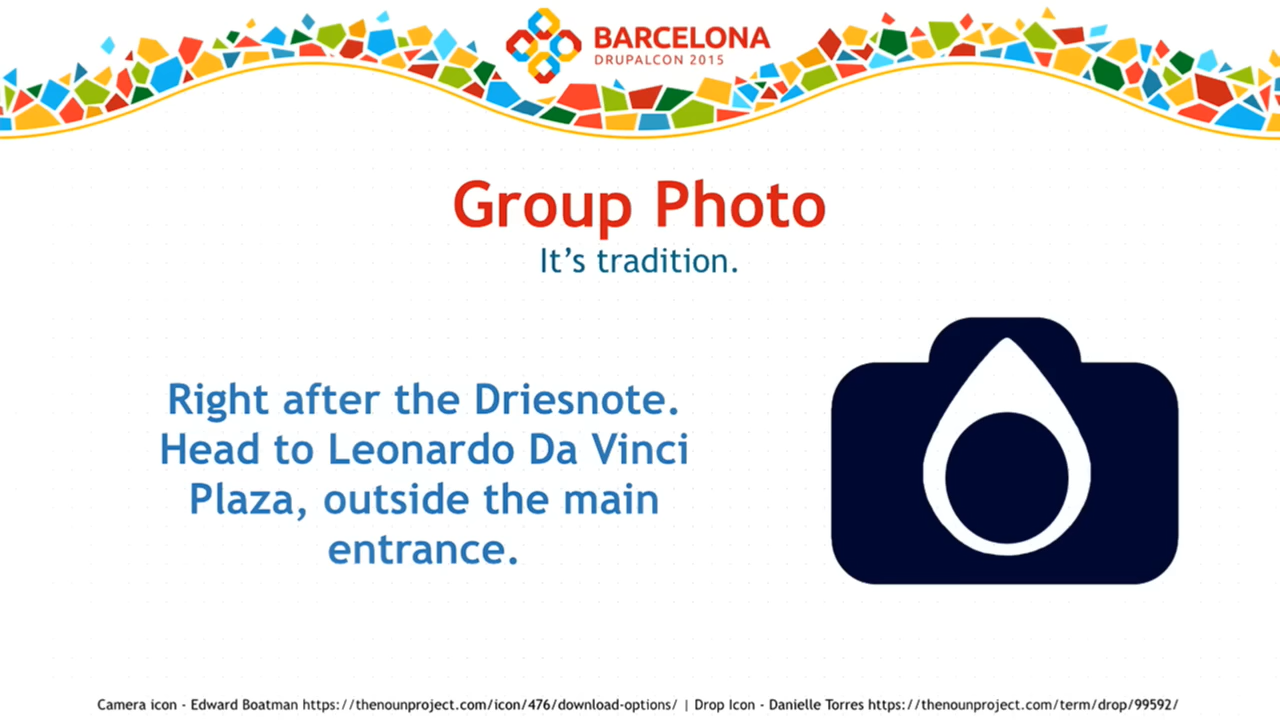 BARCELONA
DRUPALCON 2015
Group Photo
It's tradition.
Right after the Driesnote.
Head to Leonardo Da Vinci
Plaza, outside the main
entrance.
Camera icon - Edward Boatman https://thenounproject.com/icon/476/download-options/ | Drop Icon - Danielle Torres https://thenounproject.com/term/drop/99592/